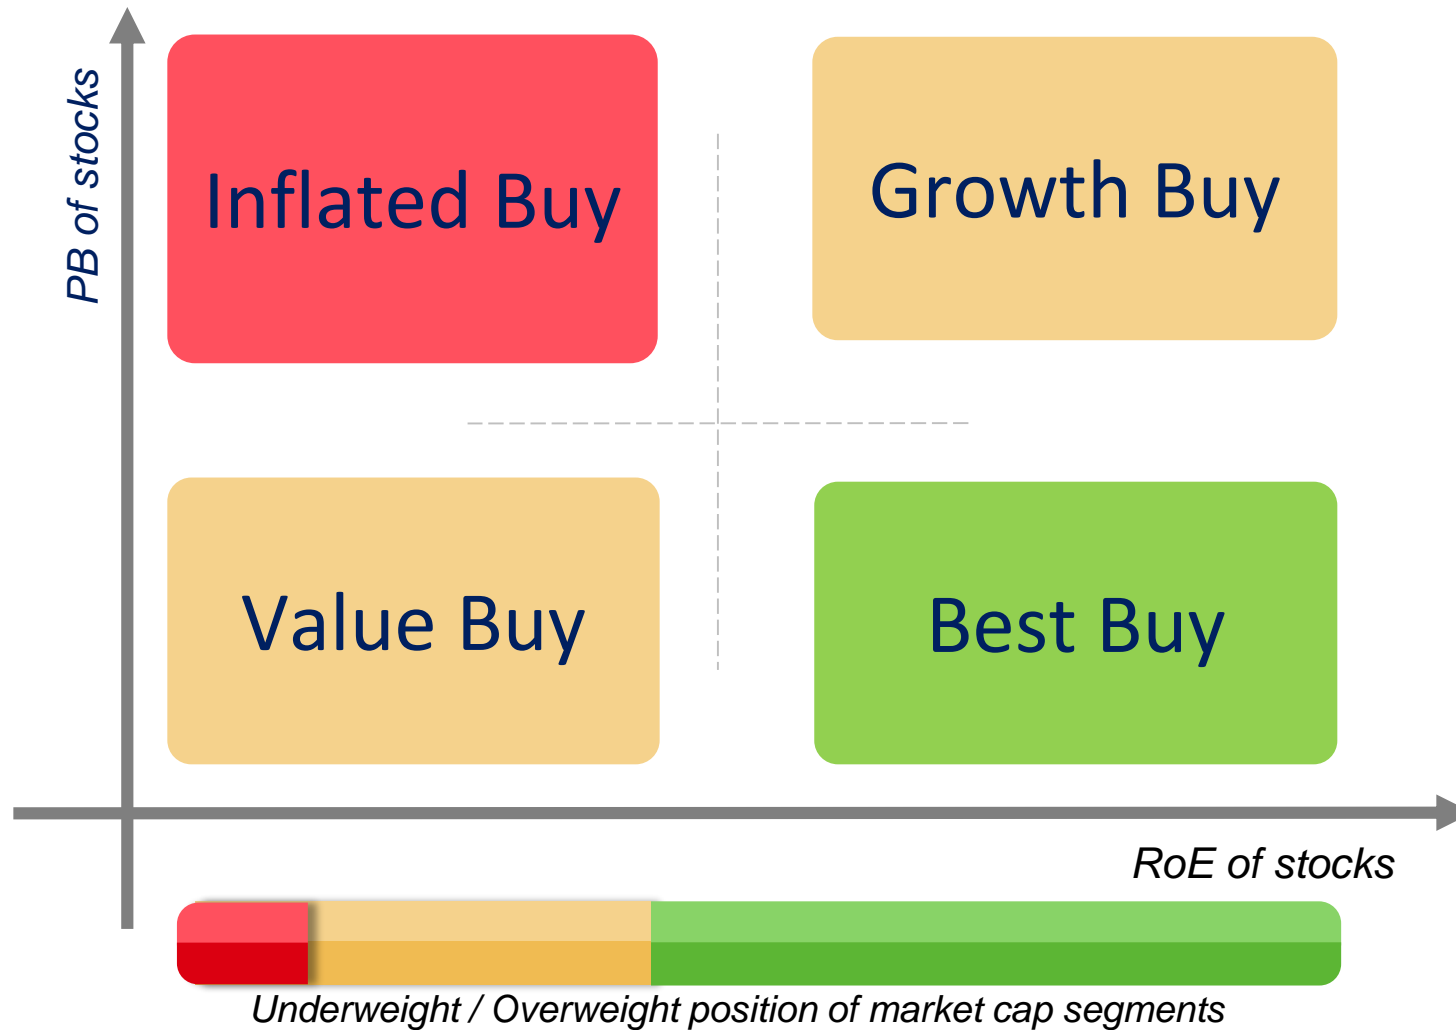 PB of stocks
Inflated Buy
Growth Buy
Value Buy
Best Buy
RoE of stocks
Underweight / Overweight position of market cap segments